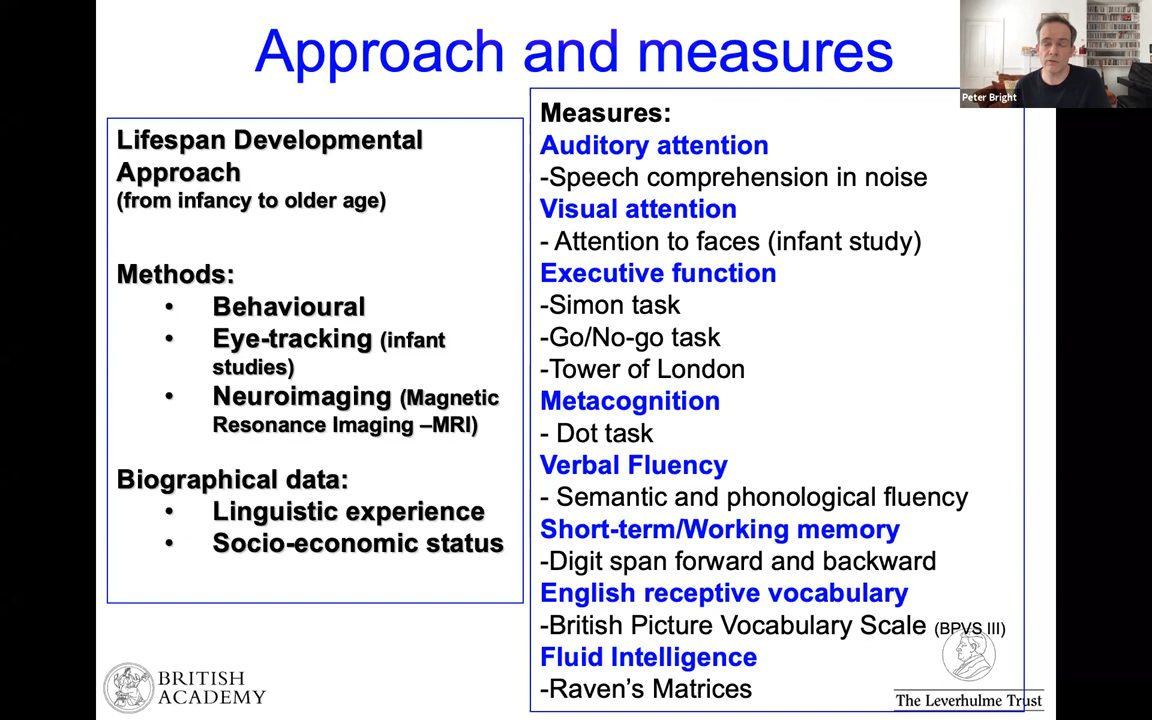 Approach and measures
Peter Bright
Lifespan Developmental
Approach
(from infancy to older age)
Methods:
• Behavioural
• Eye-tracking (infant
studies)
• Neuroimaging (Magnetic
Resonance Imaging –MRI)
Biographical data:
• Linguistic experience
• Socio-economic status
Measures:
Auditory attention
-Speech comprehension in noise
Visual attention
- Attention to faces (infant study)
Executive function
-Simon task
-Go/No-go task
-Tower of London
Metacognition
- Dot task
Verbal Fluency
- Semantic and phonological fluency
Short-term/Working memory
-Digit span forward and backward
English receptive vocabulary
-British Picture Vocabulary Scale (BPVS III)
Fluid Intelligence
-Raven’s Matrices
BRITISH
ACADEMY
The Leverhulme Trust